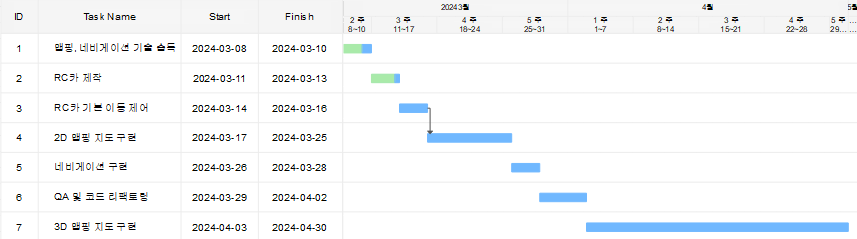 ID Task Name Start Finish 2024 3월 4월 5월
2 주 3 주 4 주 5 주 1 주 2 주 3 주 4 주 5 주 ...
8~10 11~17 18~24 25~31 1~7 8~14 15~21 22~28 29... ...
1 맵핑, 네비게이션 기술 습득 2024-03-08 2024-03-10
2 RC카 제작 2024-03-11 2024-03-13
3 RC카 기본 이동 제어 2024-03-14 2024-03-16
4 2D 맵핑 지도 구현 2024-03-17 2024-03-25
5 네비게이션 구현 2024-03-26 2024-03-28
6 QA 및 코드 리팩토링 2024-03-29 2024-04-02
7 3D 맵핑 지도 구현 2024-04-03 2024-04-30